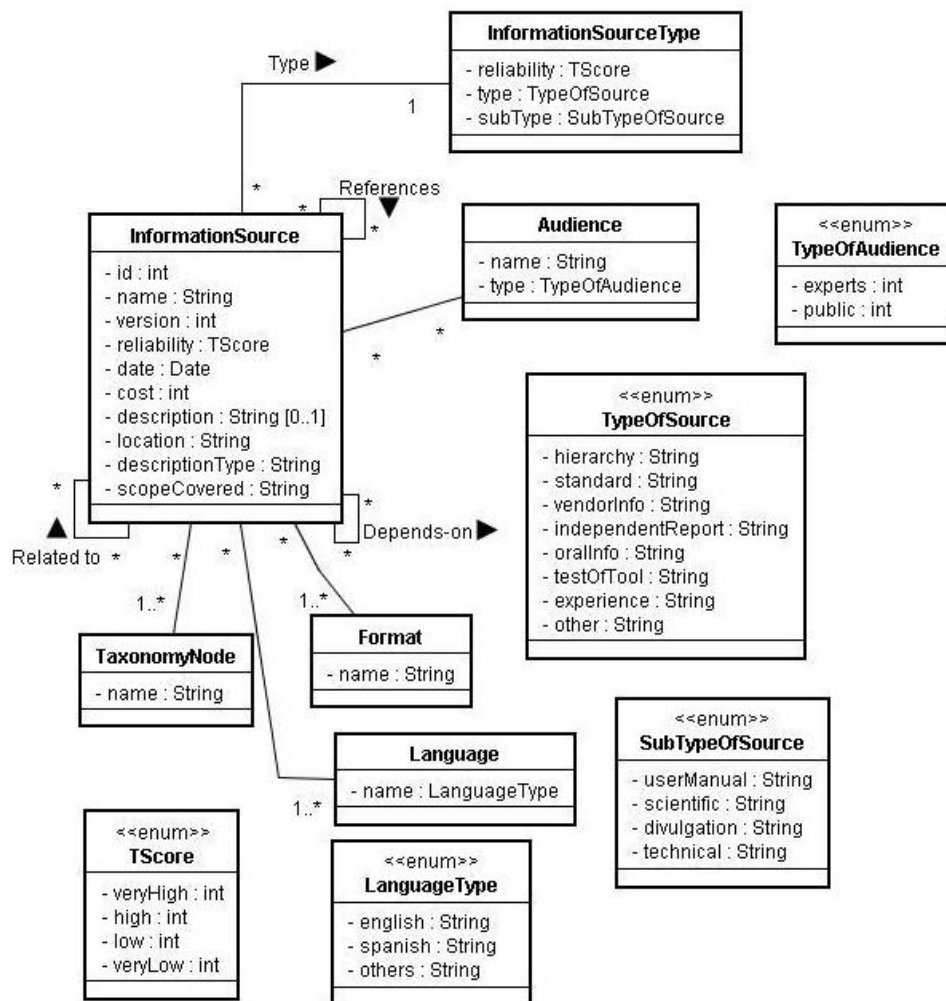 InformationSourceType
- reliability : TScore
- type : TypeOfSource
- subType : SubTypeOfSource
Type ▶
1
*
References
▼
*
*
InformationSource
- id : int
- name : String
- version : int
- reliability : TScore
- date : Date
- cost : int
- description : String [0..1]
- location : String
- descriptionType : String
- scopeCovered : String
Audience
- name : String
- type : TypeOfAudience
*
*
<<enum>>
TypeOfAudience
- experts : int
- public : int
<<enum>>
TypeOfSource
- hierarchy : String
- standard : String
- vendorInfo : String
- independentReport : String
- oralInfo : String
- testOfTool : String
- experience : String
- other : String
*
▲
Related to
*
*
Depends-on ▶
*
*
*
*
1..*
1..*
TaxonomyNode
- name : String
Format
- name : String
Language
- name : LanguageType
1..*
<<enum>>
SubTypeOfSource
- userManual : String
- scientific : String
- divulgation : String
- technical : String
<<enum>>
TScore
- veryHigh : int
- high : int
- low : int
- veryLow : int
<<enum>>
LanguageType
- english : String
- spanish : String
- others : String